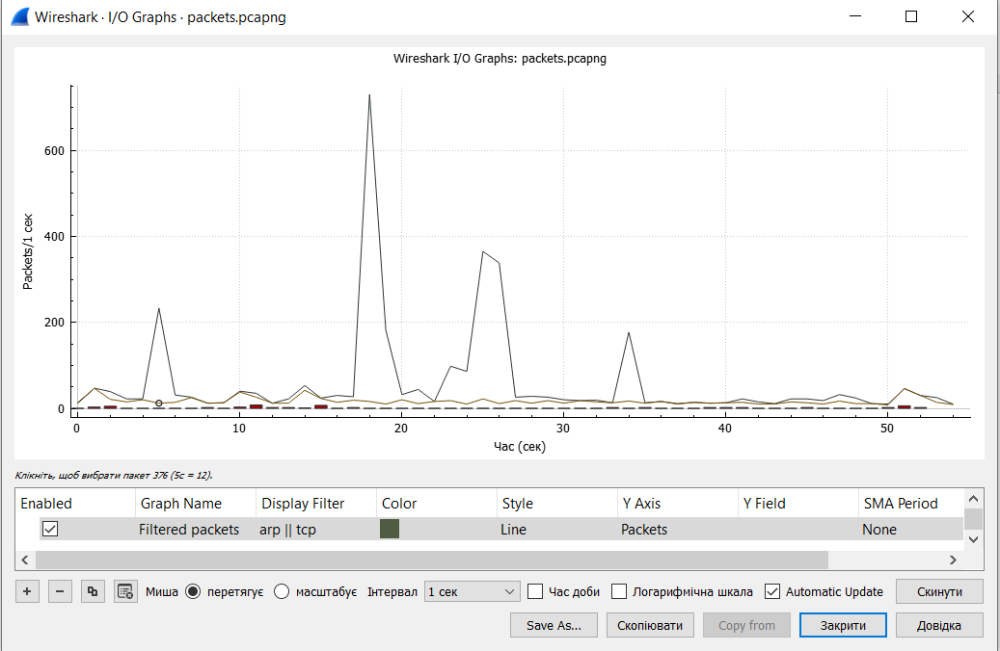 Wireshark · I/O Graphs · packets.pcapng
Wireshark I/O Graphs: packets.pcapng
600
400
200
0
Packets/1 сек
0 10 20 30 40 50
Час (сек)
Клікніть, щоб вибрати пакет 376 (5с = 12).
Enabled Graph Name Display Filter Color Style Y Axis Y Field SMA Period
Filtered packets arp || tcp Line Packets None
+ − Миша перетягує масштабує Інтервал 1 сек Час доби Логарифмічна шкала Automatic Update Скинути
Save As... Скопіювати Copy from Закрити Довідка